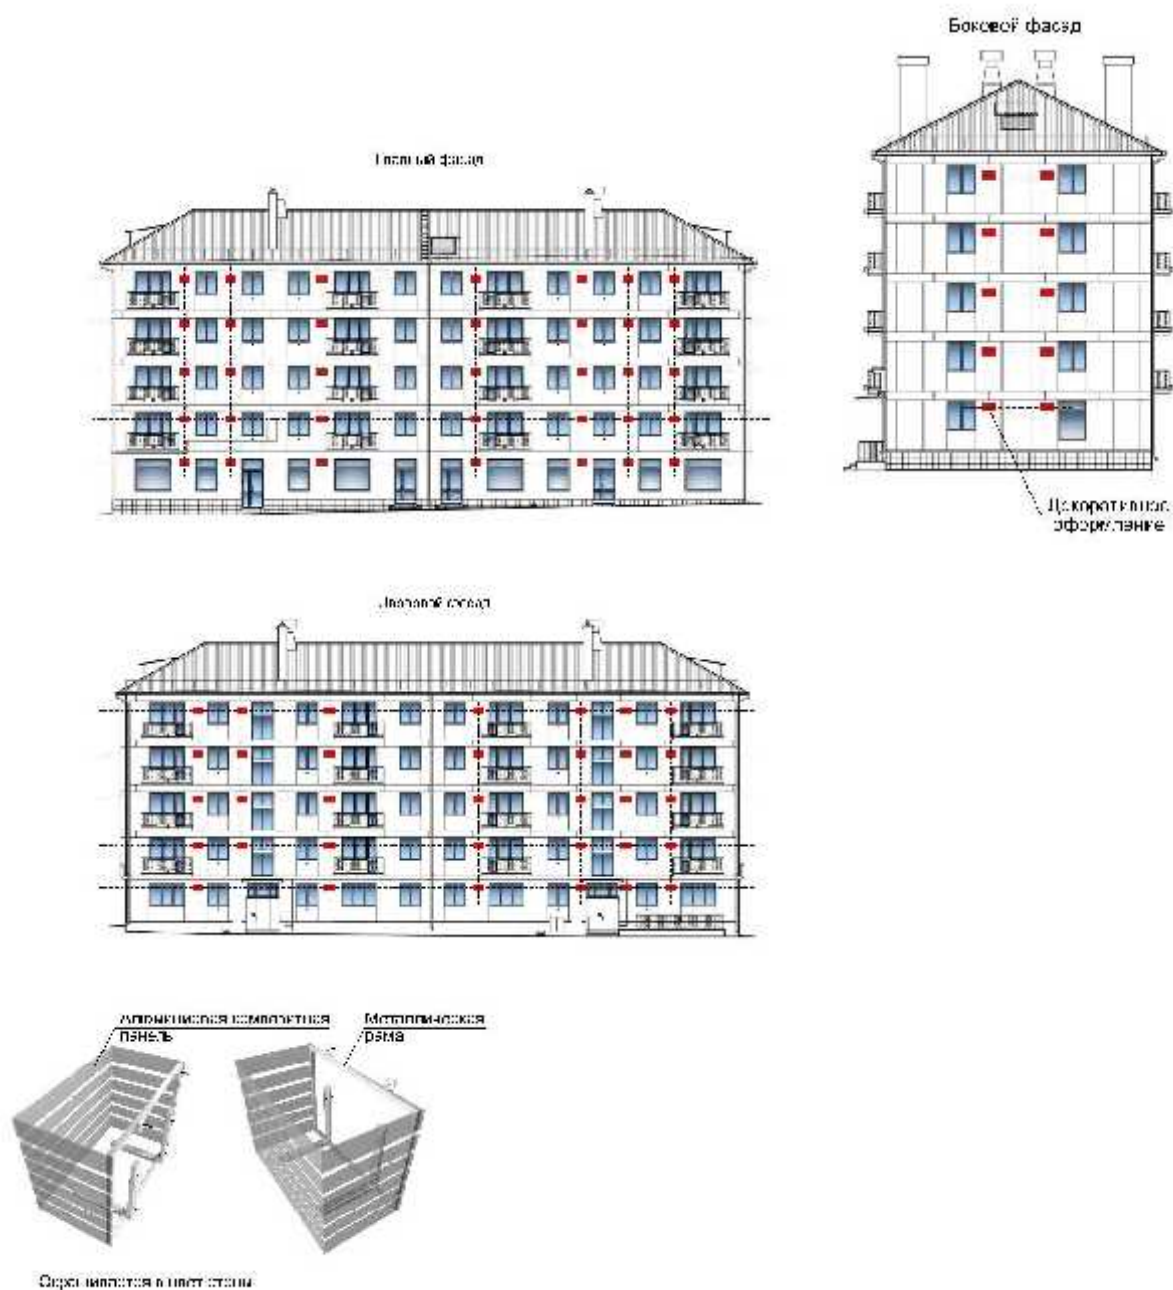 Боковой фасад
Главный фасад
Декоративное
оформление
Дворовой фасад
Алюминиевая композитная
панель
Металлическая
рама
Окрашивается в цвет стены